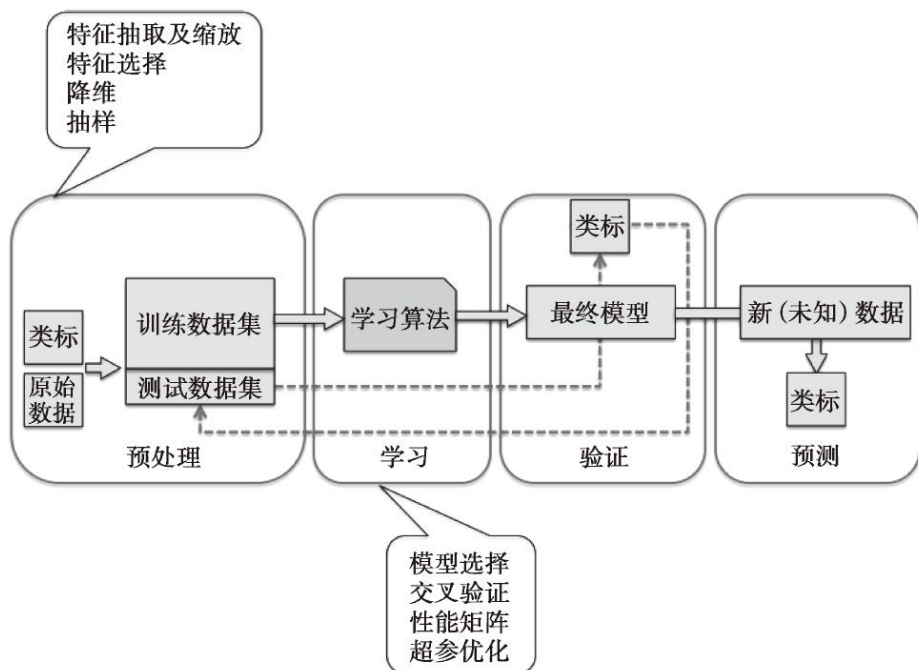 特征抽取及缩放
特征选择
降维
抽样
类标
原始
数据
训练数据集
测试数据集
预处理
学习算法
学习
类标
最终模型
验证
新(未知)数据
类标
预测
模型选择
交叉验证
性能矩阵
超参优化